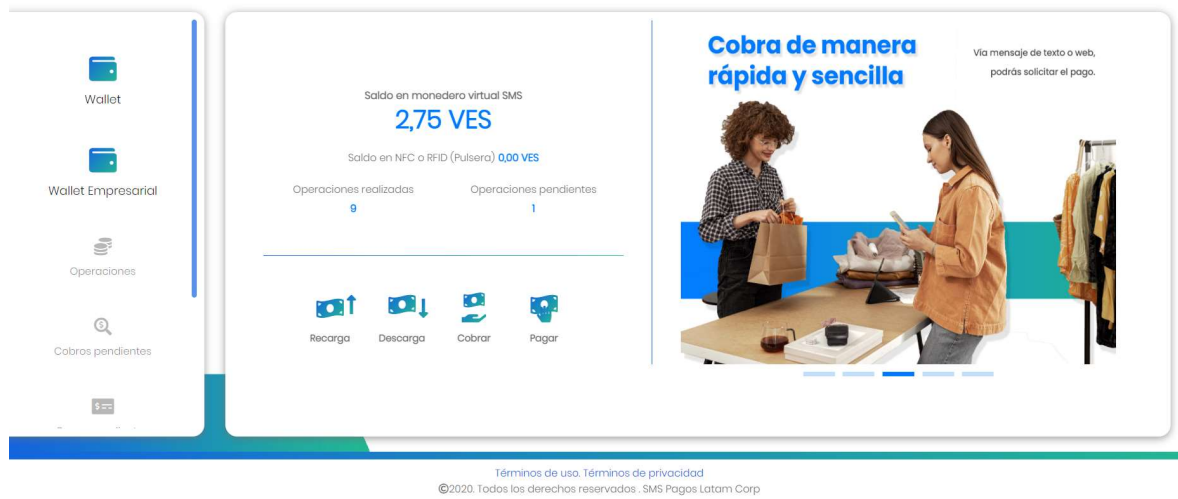 Wallet
Wallet Empresarial
Operaciones
Cobros pendientes
Saldo en monedero virtual SMS
2,75 VES
Saldo en NFC o RFID (Pulsera) 0,00 VES
Operaciones realizadas
9
Operaciones pendientes
1
Recarga
Descarga
Cobrar
Pagar
Cobra de manera
rápida y sencilla
Via mensaje de texto o web,
podrás solicitar el pago.
Términos de uso. Términos de privacidad
©2020. Todos los derechos reservados . SMS Pagos Latam Corp